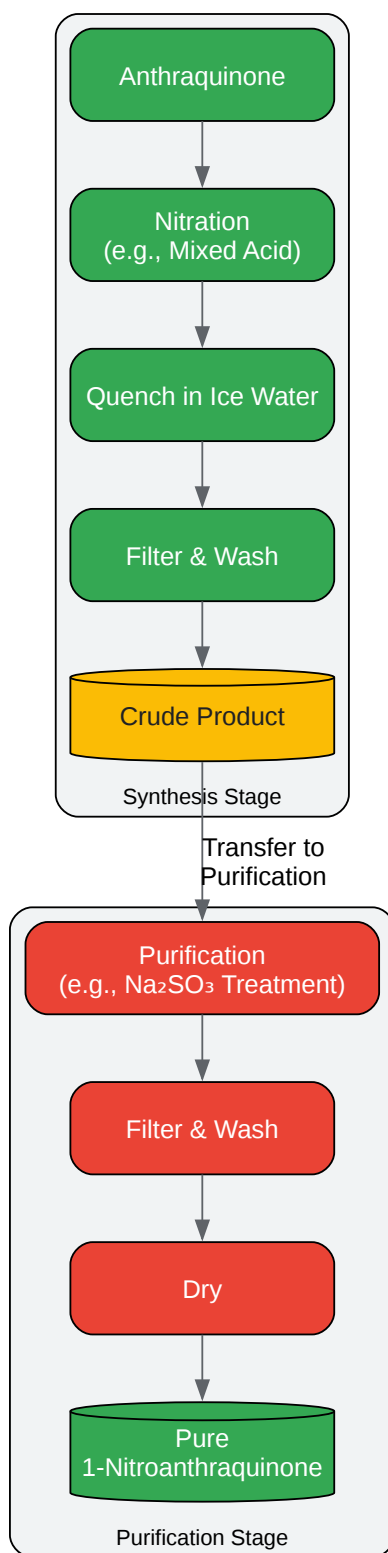 Anthraquinone
Nitration
(e.g., Mixed Acid)
Quench in Ice Water
Filter & Wash
Crude Product
Synthesis Stage
Transfer to
Purification
Purification
(e.g., Na₂SO₃ Treatment)
Filter & Wash
Dry
Pure
1-Nitroanthraquinone
Purification Stage